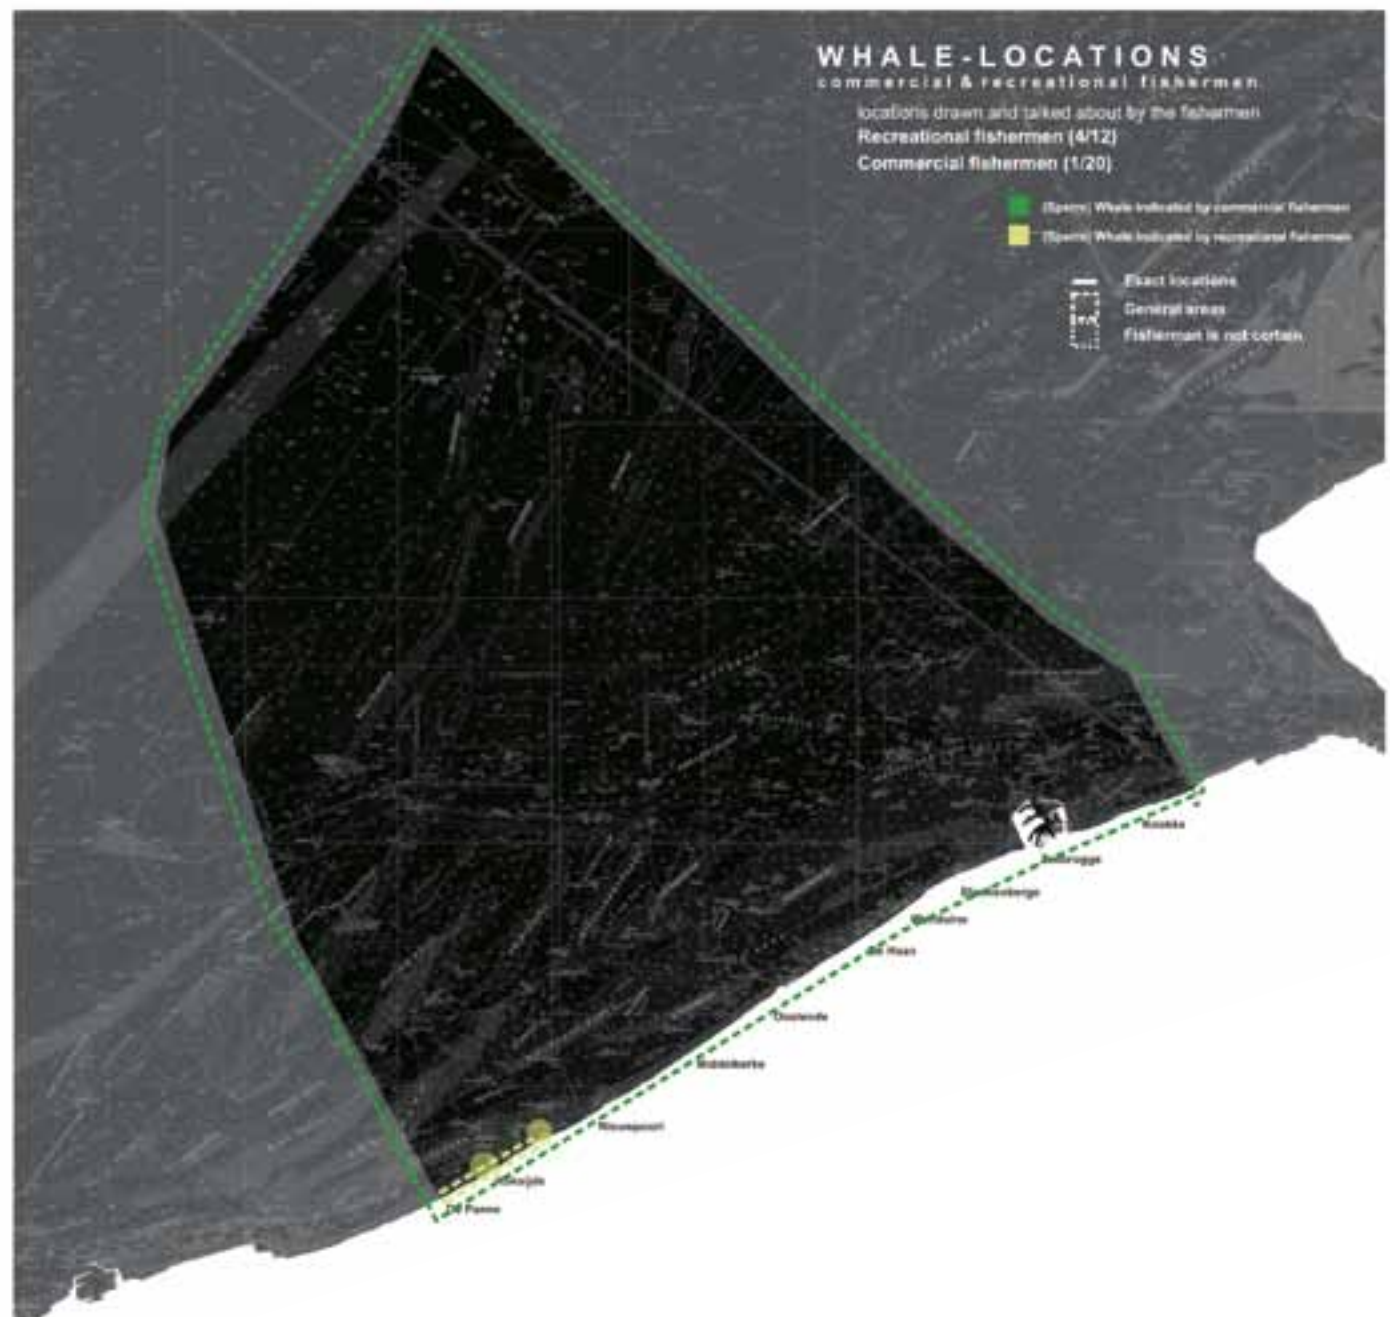 WHALE-LOCATIONS
commercial & recreational fishermen
locations drawn and talked about by the fishermen
Recreational fishermen (4/12)
Commercial fishermen (1/20)
(Sperm) Whale indicated by commercial fishermen
(Sperm) Whale indicated by recreational fishermen
Exact locations
General areas
Fisherman is not certain
Knokke
Zeebrugge
Blankenberge
Wenduine
De Haan
Oostende
Middelkerke
Nieuwpoort
Koksijde
De Panne